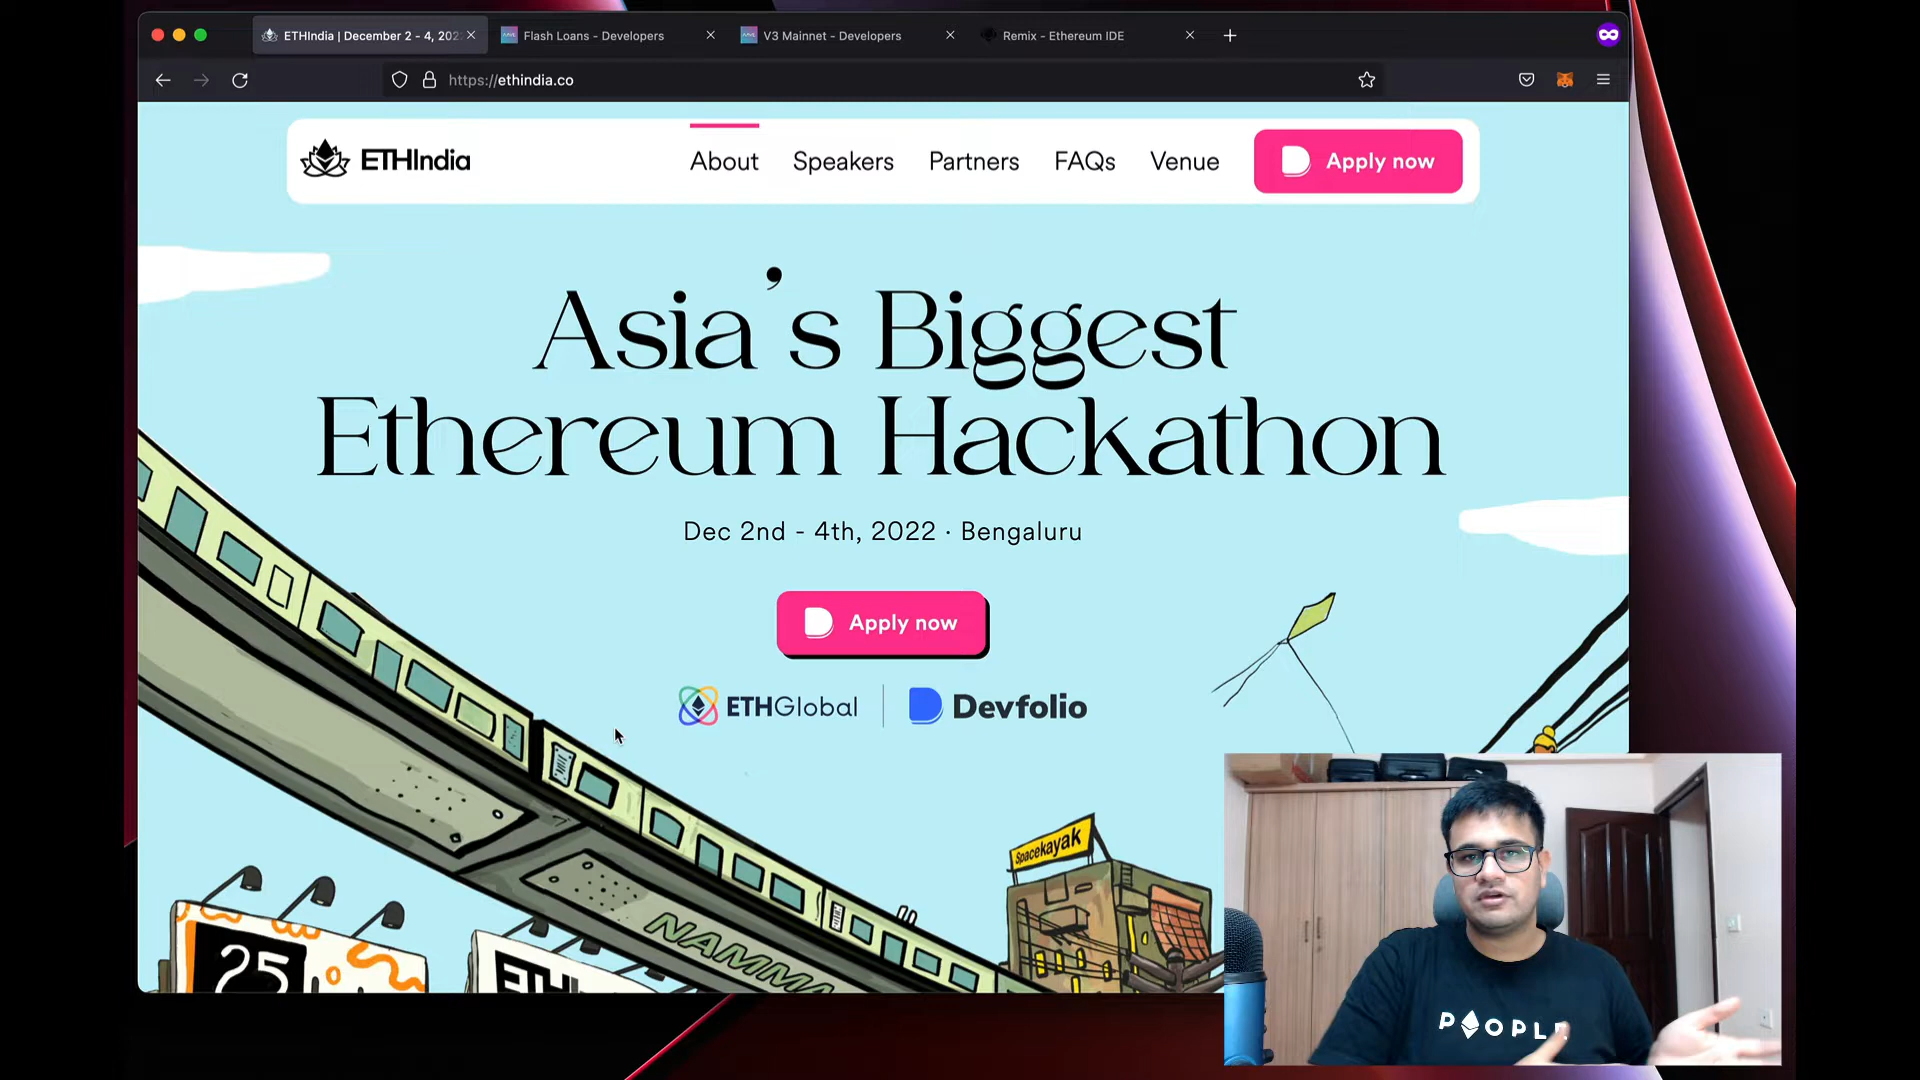 ETHIndia | December 2 - 4, 202
Flash Loans - Developers
V3 Mainnet - Developers
Remix - Ethereum IDE
https://ethindia.co
ETHIndia
About
Speakers
Partners
FAQs
Venue
Apply now
Asia's Biggest
Ethereum Hackathon
Dec 2nd - 4th, 2022 · Bengaluru
Apply now
ETHGlobal
Devfolio
Spacekayak
NAMMA
25
PEOPLE